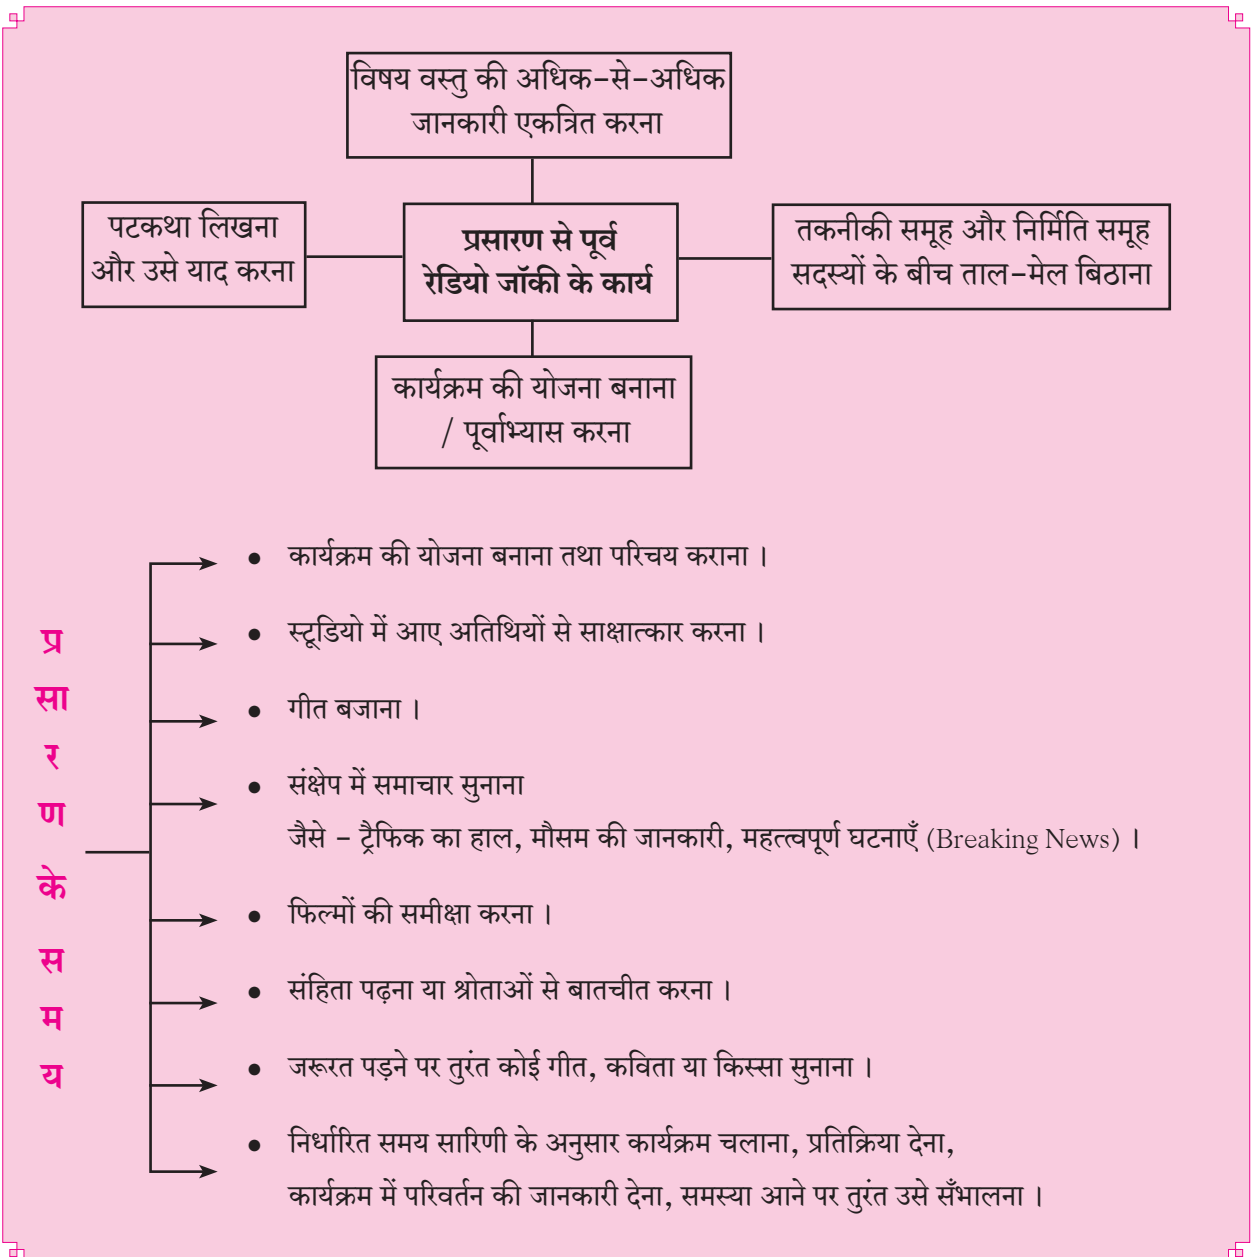 विषय वस्तु की अधिक-से-अधिक
जानकारी एकत्रित करना
पटकथा लिखना
और उसे याद करना
प्रसारण से पूर्व
रेडियो जॉकी के कार्य
तकनीकी समूह और निर्मिति समूह
सदस्यों के बीच ताल-मेल बिठाना
कार्यक्रम की योजना बनाना
/ पूर्वाभ्यास करना
प्रसारण के समय
• कार्यक्रम की योजना बनाना तथा परिचय कराना ।
• स्टूडियो में आए अतिथियों से साक्षात्कार करना ।
• गीत बजाना ।
• संक्षेप में समाचार सुनाना
जैसे - ट्रैफिक का हाल, मौसम की जानकारी, महत्त्वपूर्ण घटनाएँ (Breaking News) ।
• फिल्मों की समीक्षा करना ।
• संहिता पढ़ना या श्रोताओं से बातचीत करना ।
• जरूरत पड़ने पर तुरंत कोई गीत, कविता या किस्सा सुनाना ।
• निर्धारित समय सारिणी के अनुसार कार्यक्रम चलाना, प्रतिक्रिया देना,
कार्यक्रम में परिवर्तन की जानकारी देना, समस्या आने पर तुरंत उसे सँभालना ।